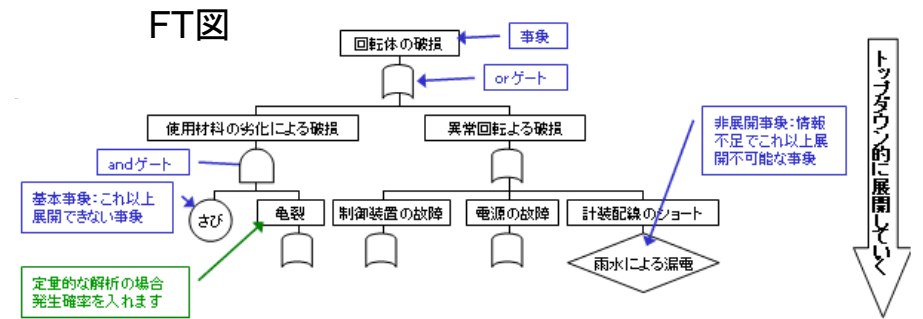 FT図
回転体の破損
事象
orゲート
使用材料の劣化による破損
異常回転よる破損
非展開事象：情報
不足でこれ以上展
開不可能な事象
andゲート
基本事象：これ以上
展開できない事象
さび
亀裂
制御装置の故障
電源の故障
計装配線のショート
雨水による漏電
定量的な解析の場合
発生確率を入れます
トップダウン的に展開していく